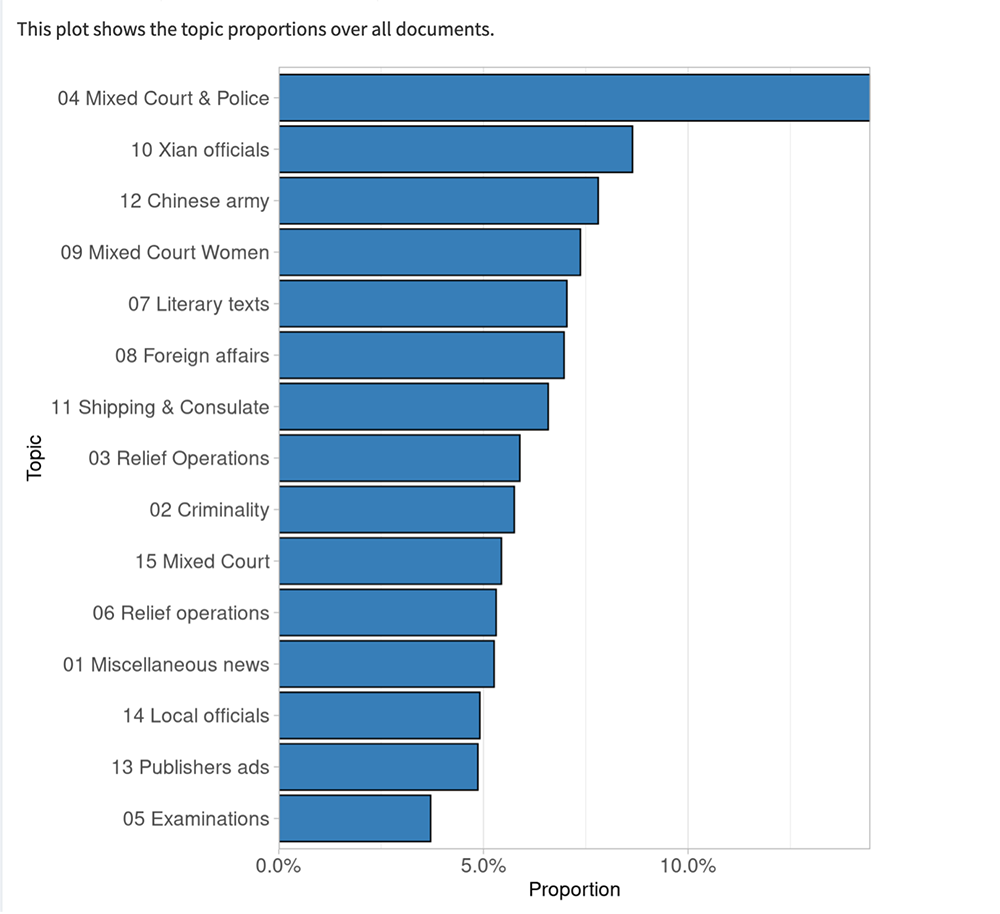 This plot shows the topic proportions over all documents.
04 Mixed Court & Police
10 Xian officials
12 Chinese army
09 Mixed Court Women
07 Literary texts
08 Foreign affairs
11 Shipping & Consulate
03 Relief Operations
02 Criminality
15 Mixed Court
06 Relief operations
01 Miscellaneous news
14 Local officials
13 Publishers ads
05 Examinations
Topic
0.0% 5.0% 10.0%
Proportion